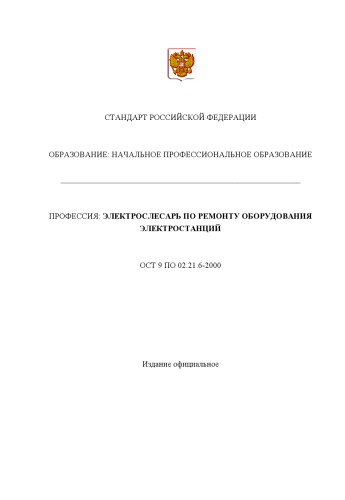 СТАНДАРТ РОССИЙСКОЙ ФЕДЕРАЦИИ
ОБРАЗОВАНИЕ: НАЧАЛЬНОЕ ПРОФЕССИОНАЛЬНОЕ ОБРАЗОВАНИЕ
ПРОФЕССИЯ: ЭЛЕКТРОСЛЕСАРЬ ПО РЕМОНТУ ОБОРУДОВАНИЯ
ЭЛЕКТРОСТАНЦИЙ
ОСТ 9 ПО 02.21.6-2000
Издание официальное